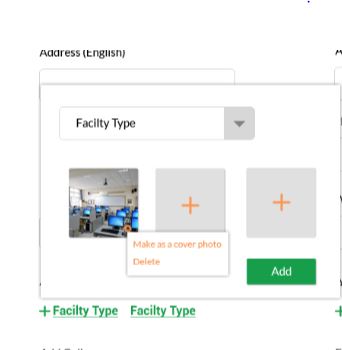 Address (English)
Facilty Type
Make as a cover photo
Delete
Add
Facilty Type Facilty Type